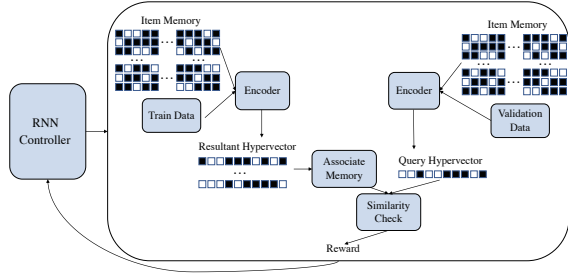 Item Memory
Item Memory
RNN
Controller
Train Data
Encoder
Encoder
Validation
Data
Resultant Hypervector
Associate
Memory
Query Hypervector
Similarity
Check
Reward